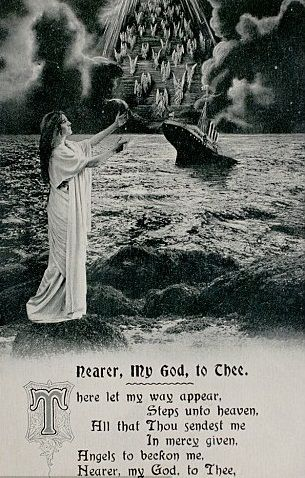 Nearer, My God, to Thee.
There let my way appear,
Steps unto heaven,
All that Thou sendest me
In mercy given,
Angels to beckon me,
Nearer, my God, to Thee,